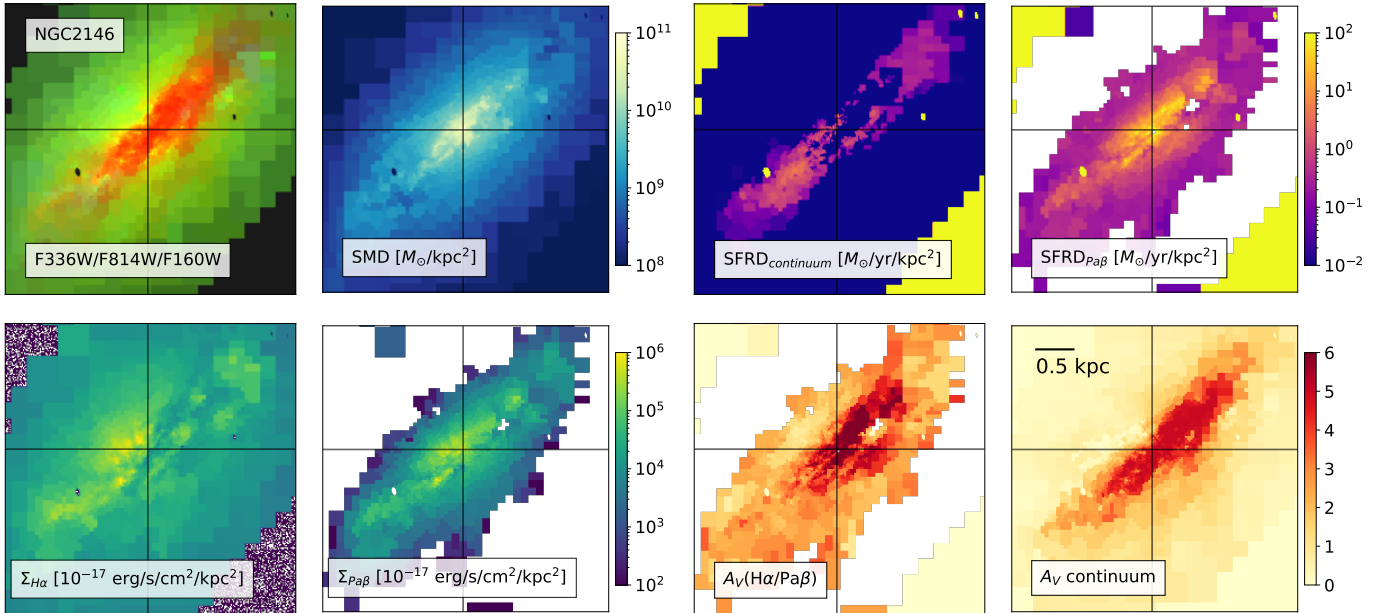 NGC2146
F336W/F814W/F160W
SMD [M⊙/kpc²]
10¹¹
10¹⁰
10⁹
10⁸
SFRD_continuum [M⊙/yr/kpc²]
SFRD_Paβ [M⊙/yr/kpc²]
10²
10¹
10⁰
10⁻¹
10⁻²
Σ_Hα [10⁻¹⁷ erg/s/cm²/kpc²]
Σ_Paβ [10⁻¹⁷ erg/s/cm²/kpc²]
10⁶
10⁵
10⁴
10³
10²
A_V(Hα/Paβ)
0.5 kpc
A_V continuum
6
5
4
3
2
1
0